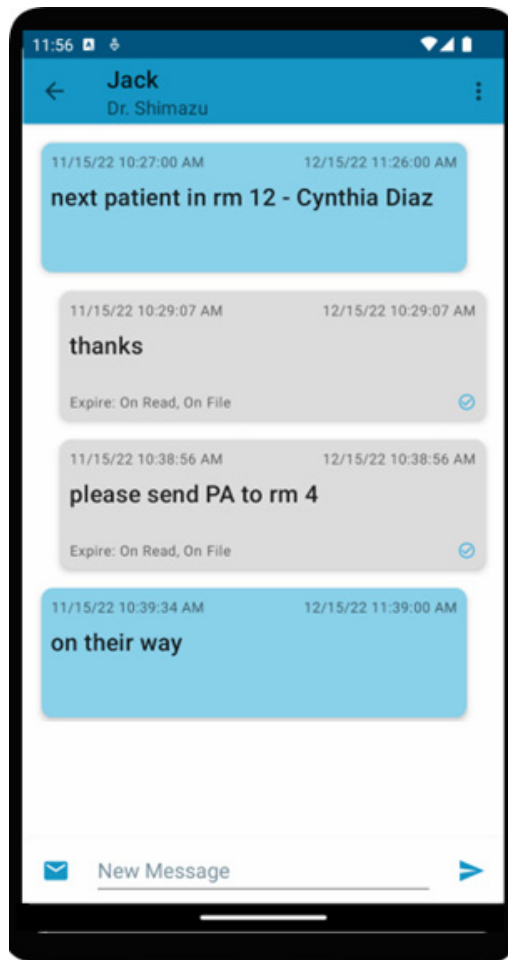 11:56
Jack
Dr. Shimazu
11/15/22 10:27:00 AM 12/15/22 11:26:00 AM
next patient in rm 12 - Cynthia Diaz
11/15/22 10:29:07 AM 12/15/22 10:29:07 AM
thanks
Expire: On Read, On File
11/15/22 10:38:56 AM 12/15/22 10:38:56 AM
please send PA to rm 4
Expire: On Read, On File
11/15/22 10:39:34 AM 12/15/22 11:39:00 AM
on their way
New Message